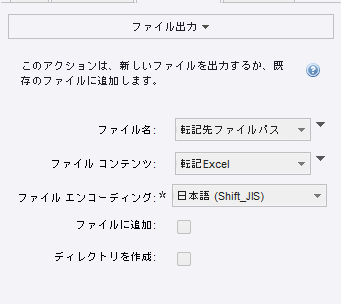 ファイル出力
このアクションは、新しいファイルを出力するか、既
存のファイルに追加します。
?
ファイル名: 転記先ファイルパス
ファイル コンテンツ: 転記Excel
ファイル エンコーディング:* 日本語 (Shift_JIS)
ファイルに追加:
ディレクトリを作成: